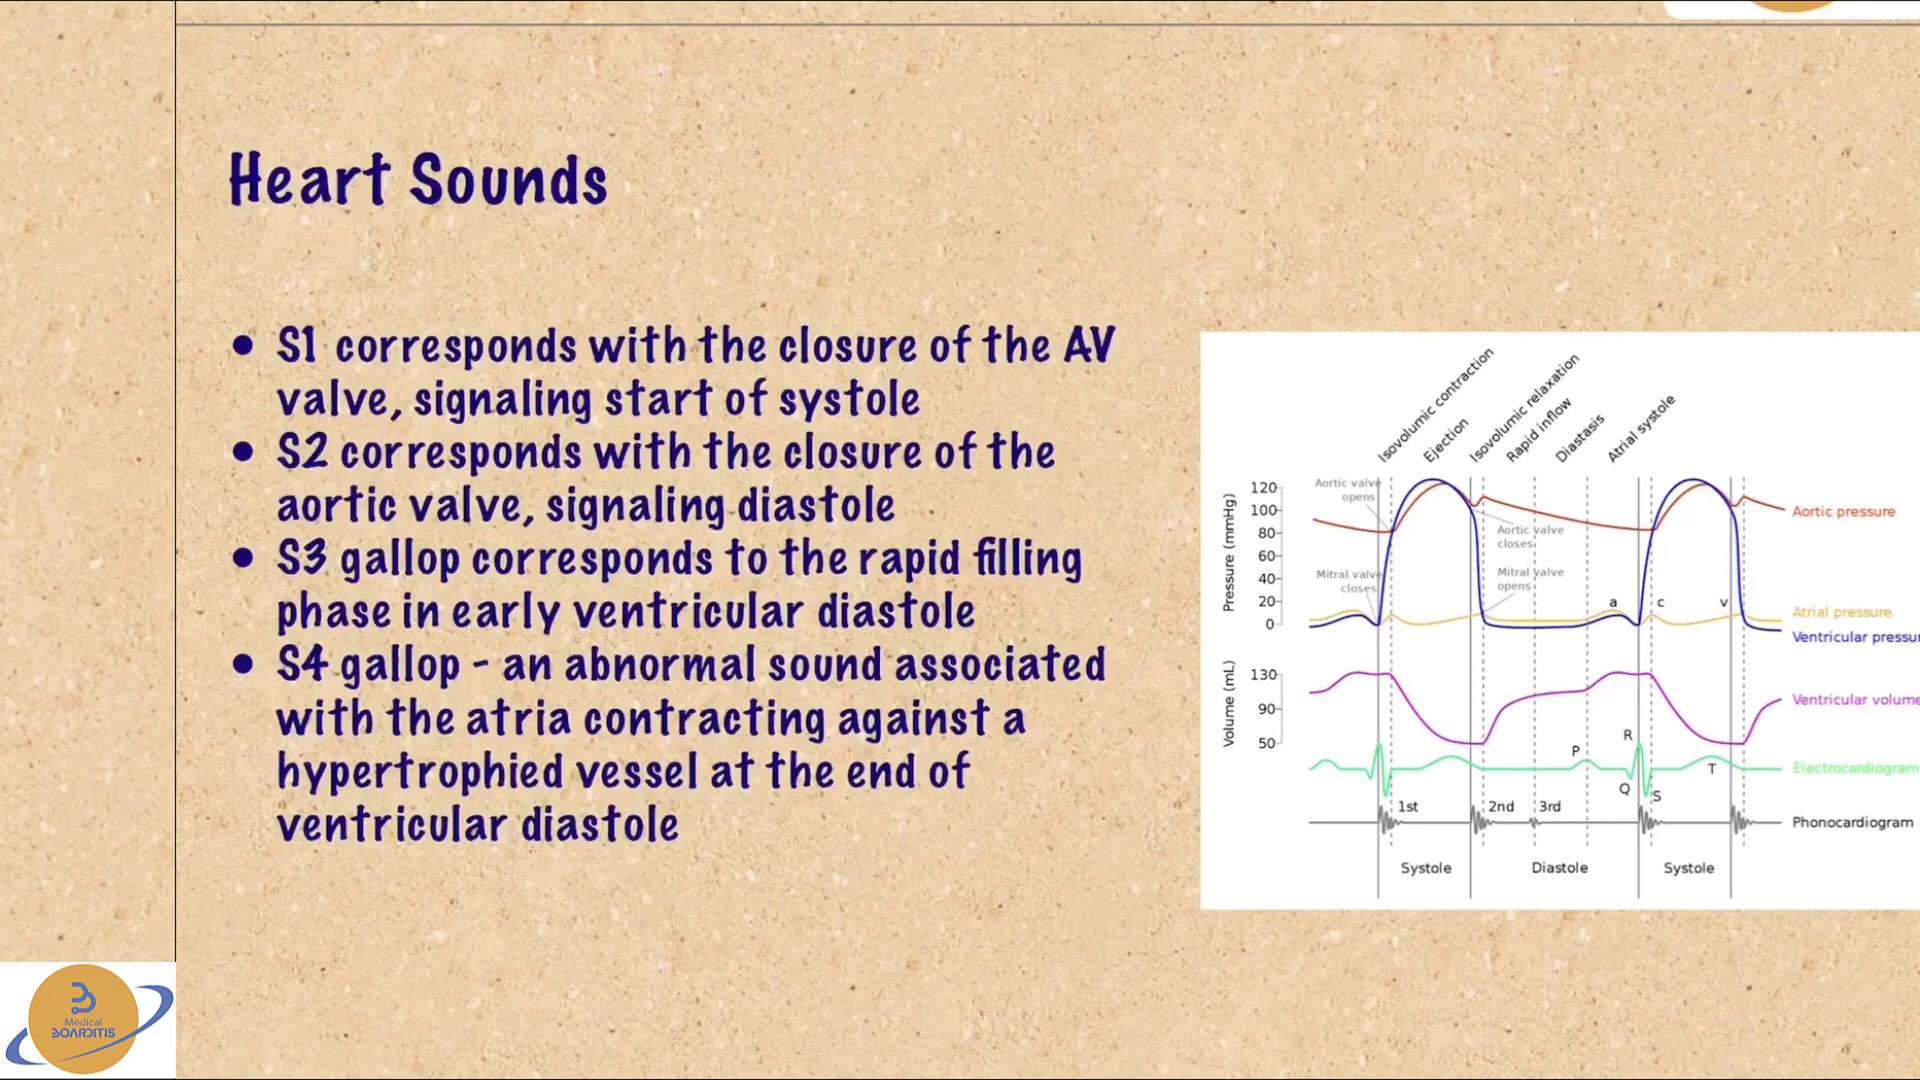 Heart Sounds
• S1 corresponds with the closure of the AV
valve, signaling start of systole
• S2 corresponds with the closure of the
aortic valve, signaling diastole
• S3 gallop corresponds to the rapid filling
phase in early ventricular diastole
• S4 gallop - an abnormal sound associated
with the atria contracting against a
hypertrophied vessel at the end of
ventricular diastole
Isovolumic contraction
Ejection
Isovolumic relaxation
Rapid inflow
Diastasis
Atrial systole
Pressure (mmHg)
120
100
80
60
40
20
0
Aortic valve
opens
Aortic valve
closes
Mitral valve
closes
Mitral valve
opens
a
c
v
Aortic pressure
Atrial pressure
Ventricular pressur
Volume (mL)
130
90
50
Ventricular volume
R
P
T
Q
S
Electrocardiogram
1st
2nd
3rd
Phonocardiogram
Systole
Diastole
Systole
Medical
BOARDITIS